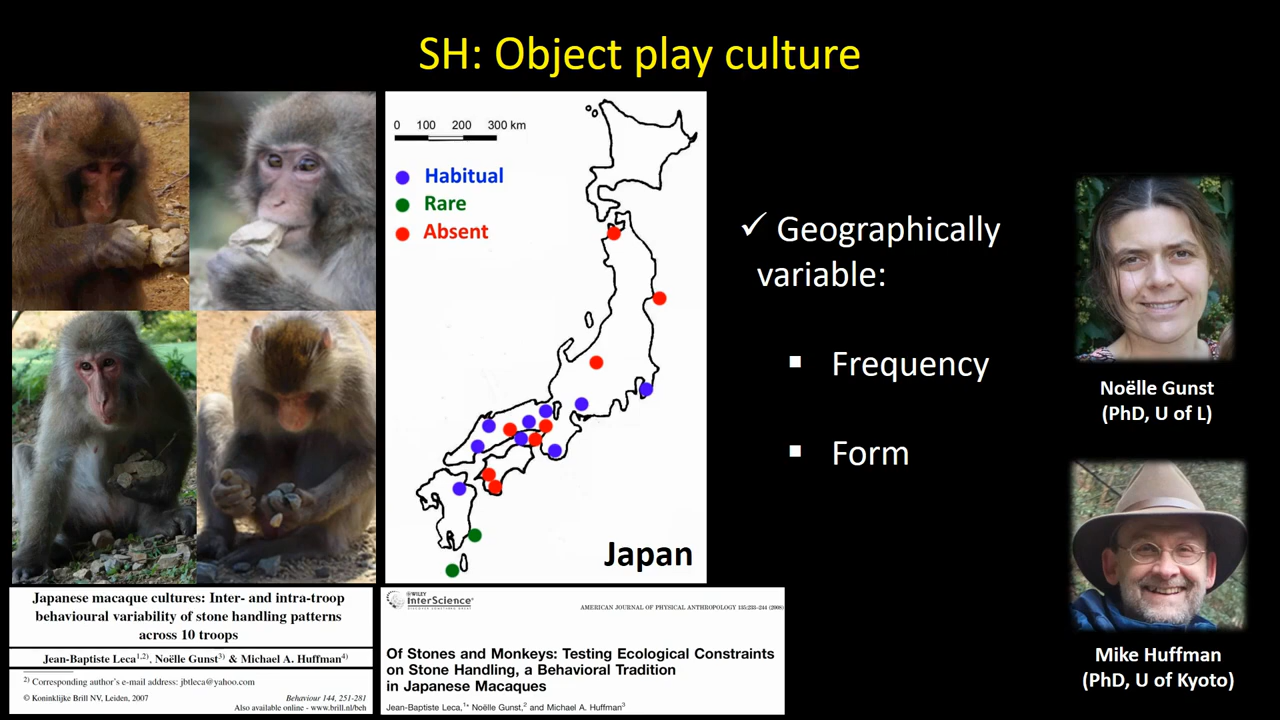 SH: Object play culture
0 100 200 300 km
Habitual
Rare
Absent
Japan
✓ Geographically
variable:
▪ Frequency
▪ Form
Noëlle Gunst
(PhD, U of L)
Mike Huffman
(PhD, U of Kyoto)
Japanese macaque cultures: Inter- and intra-troop
behavioural variability of stone handling patterns
across 10 troops
Jean-Baptiste Leca1,2), Noëlle Gunst3) & Michael A. Huffman4)
2) Corresponding author's e-mail address: jbtleca@yahoo.com
© Koninklijke Brill NV, Leiden, 2007
Behaviour 144, 251-281
Also available online - www.brill.nl/beh
WILEY
InterScience®
AMERICAN JOURNAL OF PHYSICAL ANTHROPOLOGY 135:233–244 (2008)
Of Stones and Monkeys: Testing Ecological Constraints
on Stone Handling, a Behavioral Tradition
in Japanese Macaques
Jean-Baptiste Leca,1* Noëlle Gunst,2 and Michael A. Huffman3